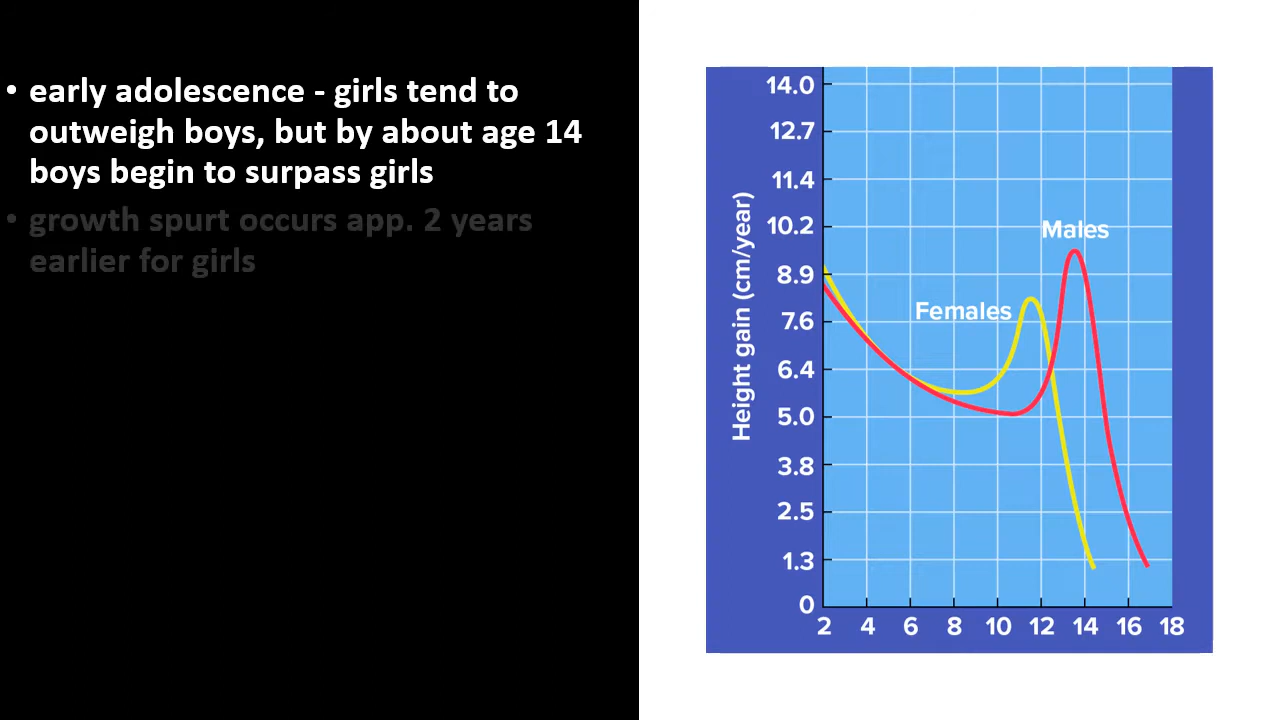 • early adolescence - girls tend to
outweigh boys, but by about age 14
boys begin to surpass girls
• growth spurt occurs app. 2 years
earlier for girls
Height gain (cm/year)
14.0
12.7
11.4
10.2
8.9
7.6
6.4
5.0
3.8
2.5
1.3
0
Males
Females
2 4 6 8 10 12 14 16 18